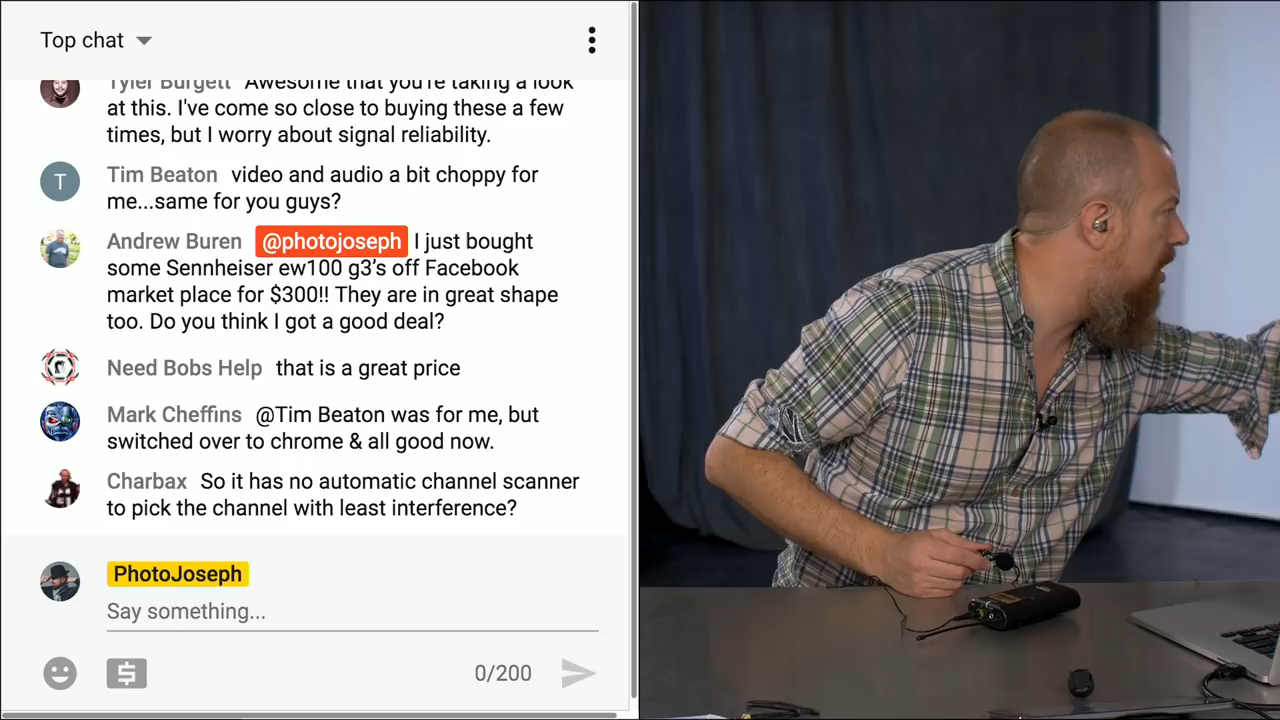 Top chat
Tyler Burgett Awesome that you're taking a look
at this. I've come so close to buying these a few
times, but I worry about signal reliability.
T
Tim Beaton video and audio a bit choppy for
me...same for you guys?
Andrew Buren @photojoseph I just bought
some Sennheiser ew100 g3's off Facebook
market place for $300!! They are in great shape
too. Do you think I got a good deal?
Need Bobs Help that is a great price
Mark Cheffins @Tim Beaton was for me, but
switched over to chrome & all good now.
Charbax So it has no automatic channel scanner
to pick the channel with least interference?
PhotoJoseph
Say something...
0/200